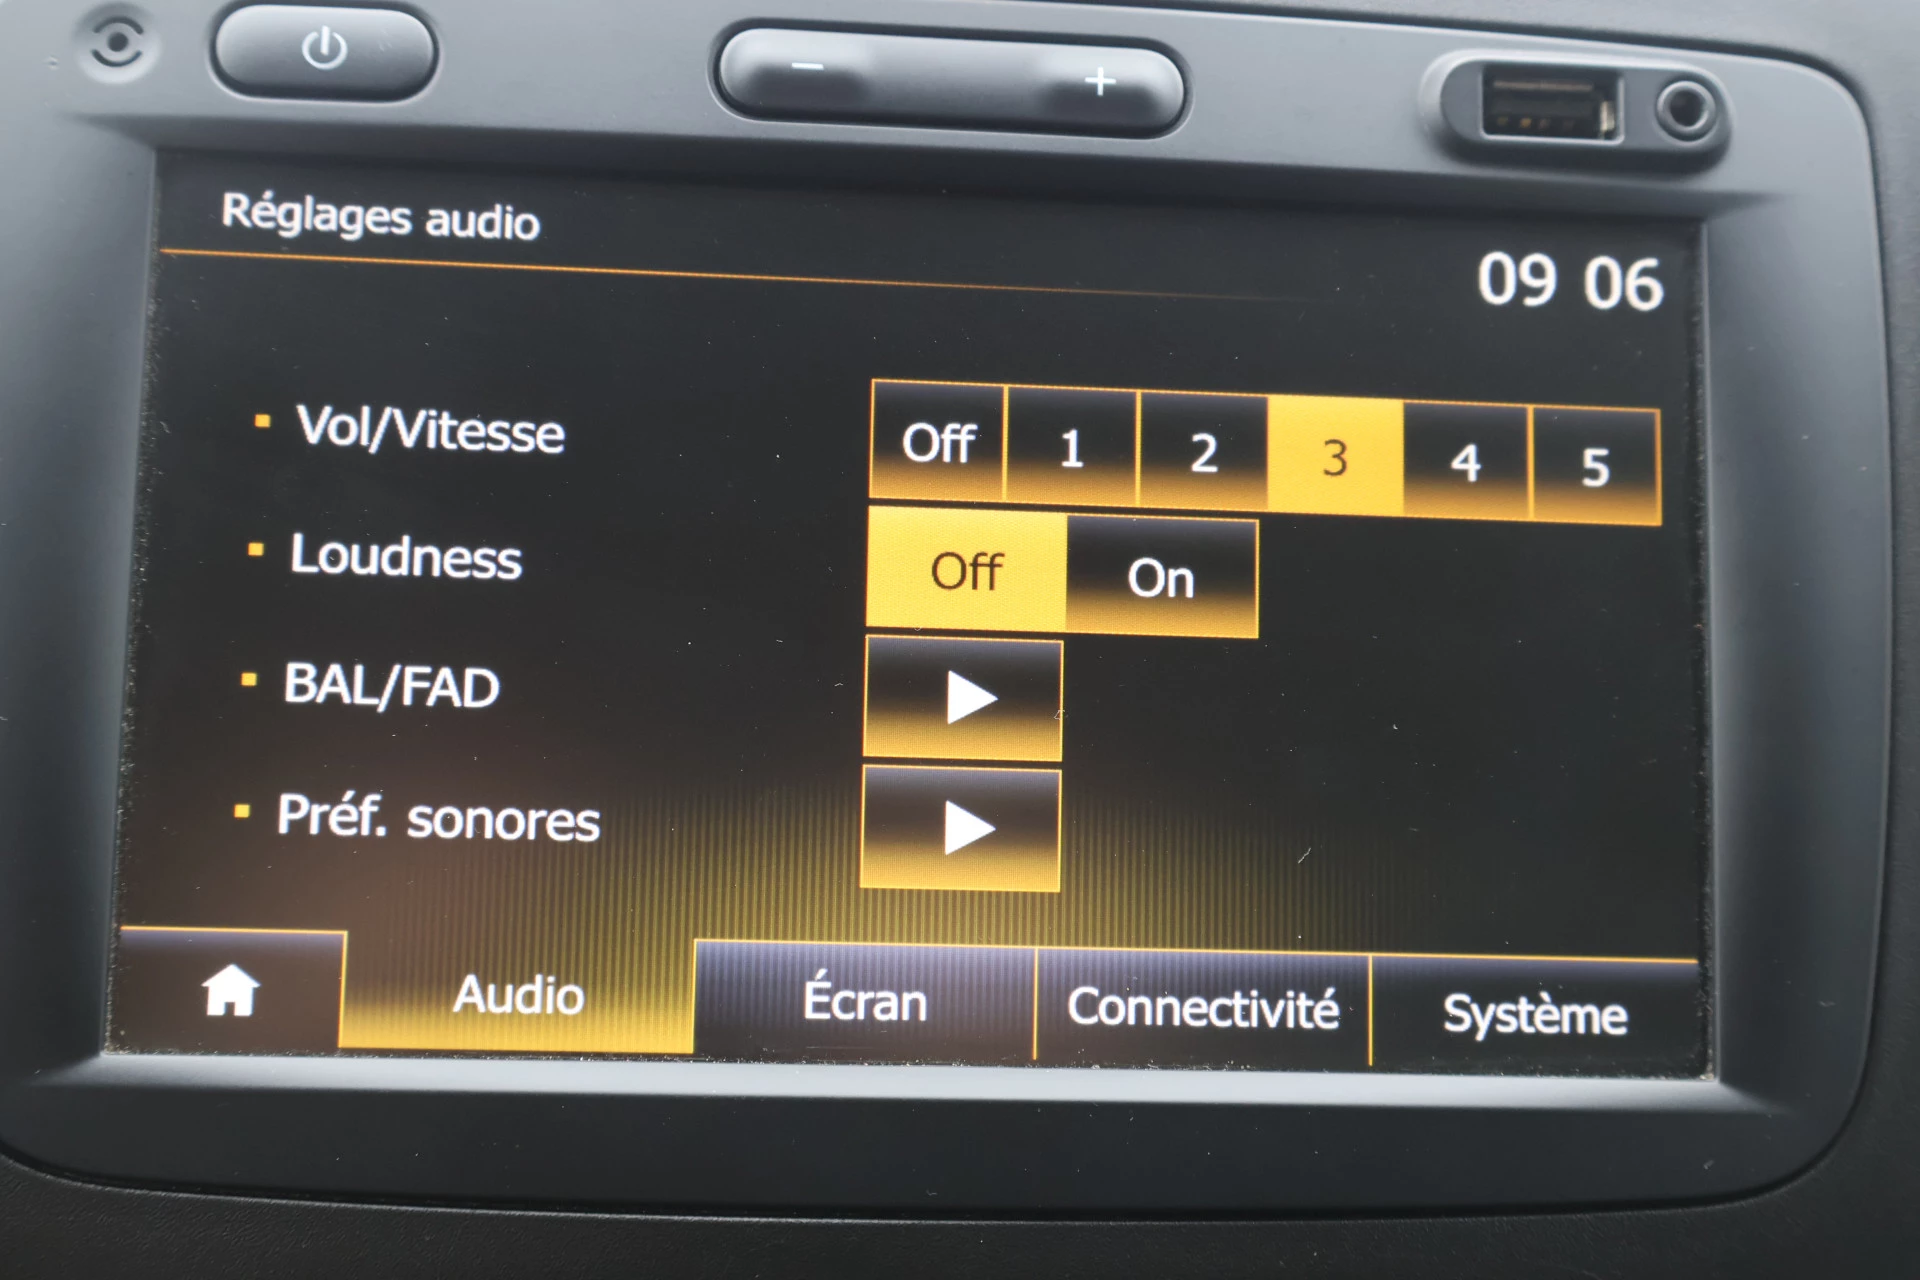 Réglages audio
09 06
Vol/Vitesse Off 1 2 3 4 5
Loudness Off On
BAL/FAD
Préf. sonores
Audio Écran Connectivité Système